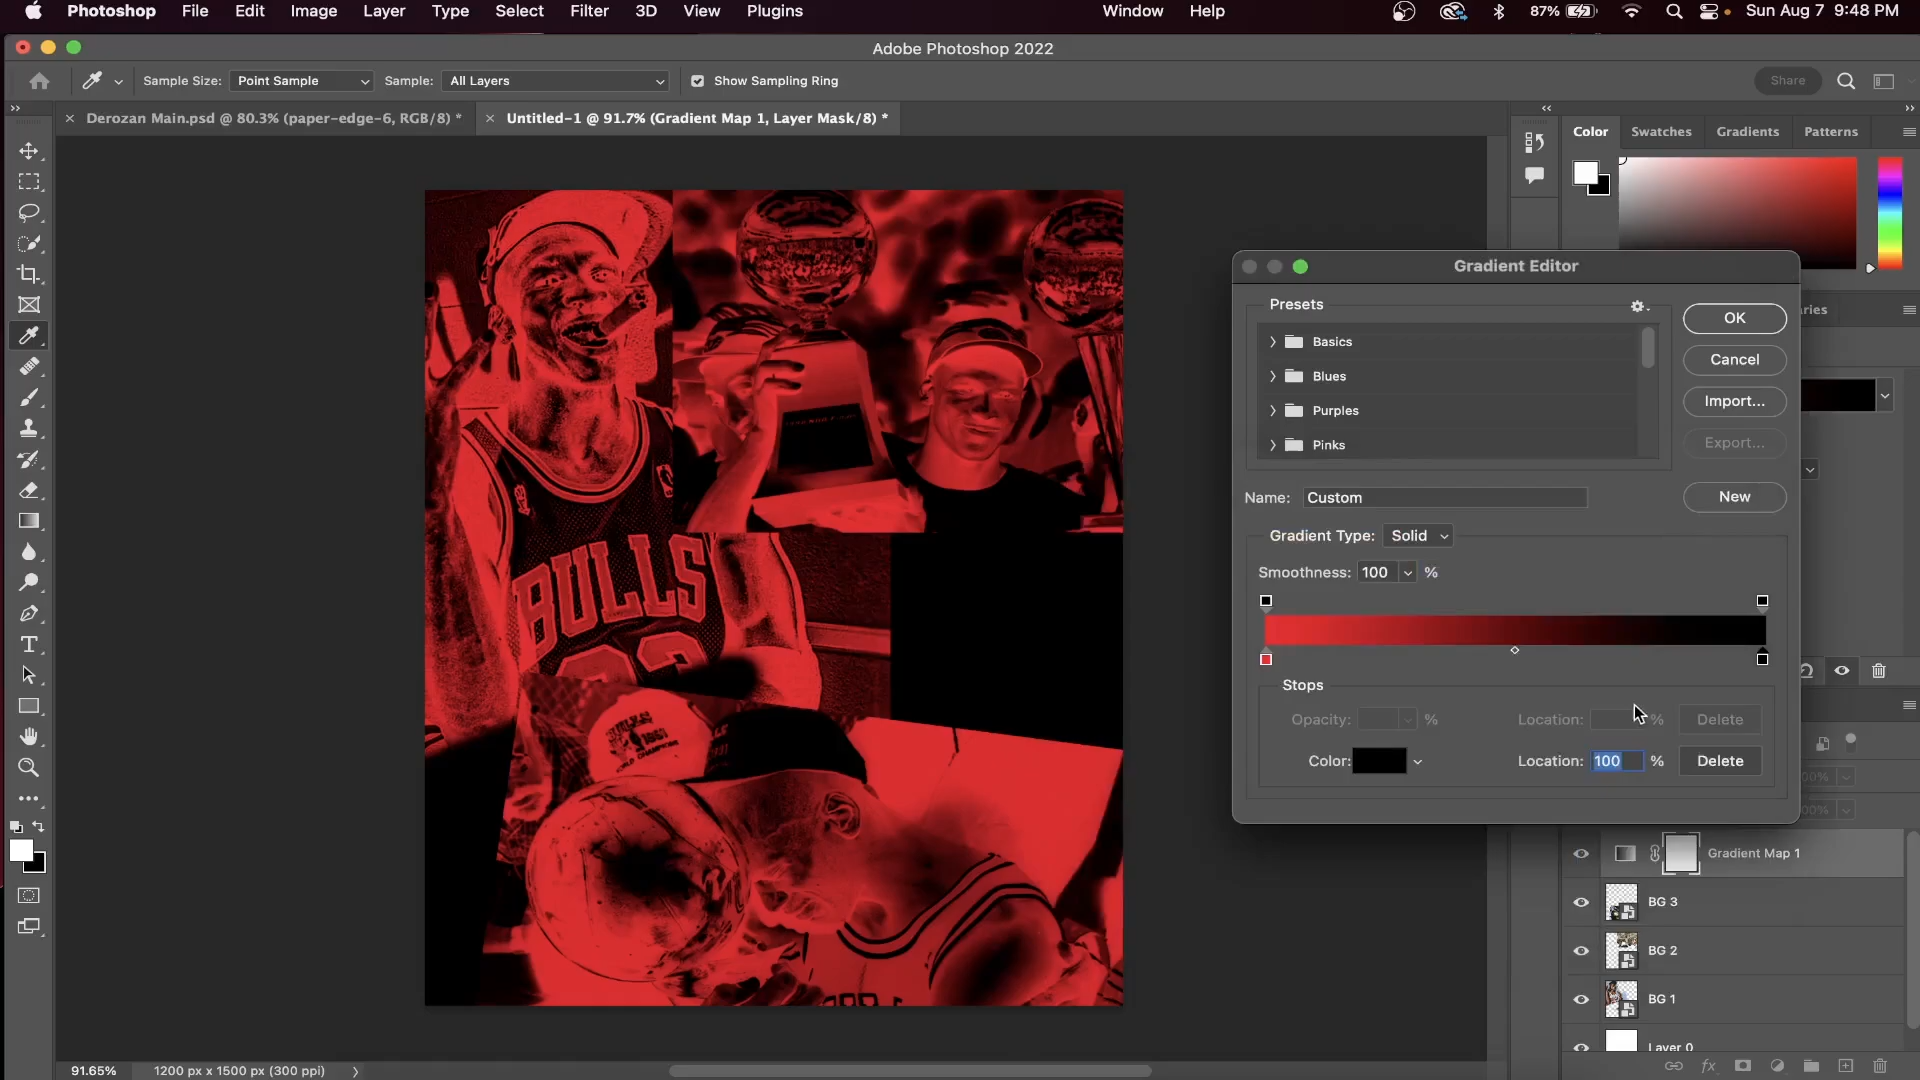 Photoshop File Edit Image Layer Type Select Filter 3D View Plugins Window Help 87% Sun Aug 7 9:48 PM
Adobe Photoshop 2022
Sample Size: Point Sample Sample: All Layers Show Sampling Ring Share
Derozan Main.psd @ 80.3% (paper-edge-6, RGB/8) * Untitled-1 @ 91.7% (Gradient Map 1, Layer Mask/8) *
Color Swatches Gradients Patterns
Gradient Editor
Presets
Basics
Blues
Purples
Pinks
OK
Cancel
Import...
Export...
New
Name: Custom
Gradient Type: Solid
Smoothness: 100 %
Stops
Opacity: % Location: % Delete
Color: Location: 100 % Delete
aries
00%
00%
BULLS
Gradient Map 1
BG 3
BG 2
BG 1
Layer 0
fx
91.65% 1200 px x 1500 px (300 ppi)